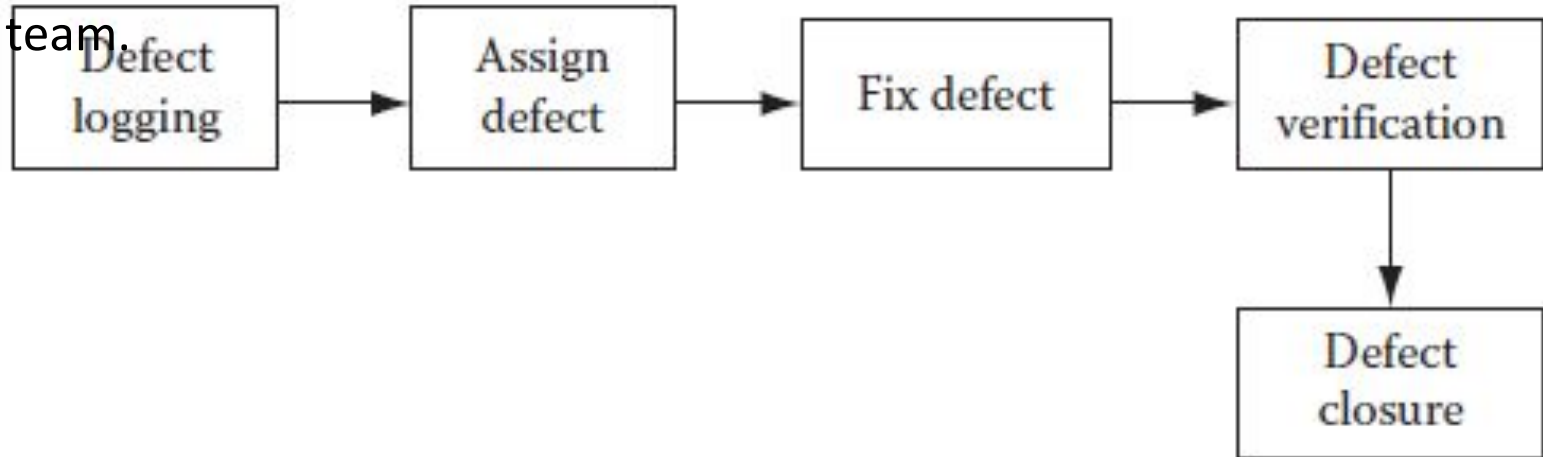 team.
Defect
logging
Assign
defect
Fix defect
Defect
verification
Defect
closure